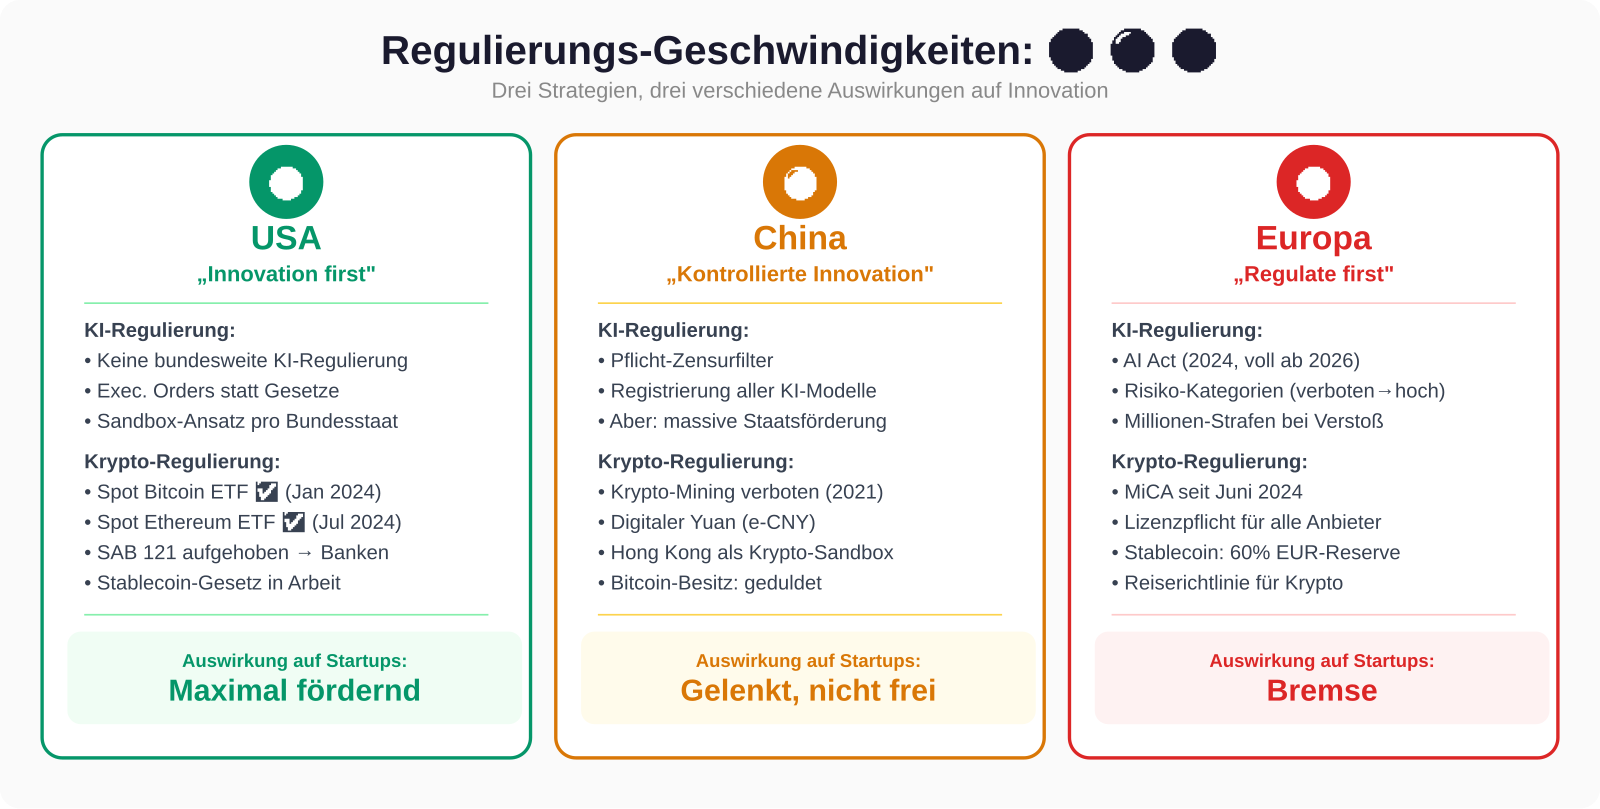 Regulierungs-Geschwindigkeiten:
Drei Strategien, drei verschiedene Auswirkungen auf Innovation
USA
„Innovation first"
KI-Regulierung:
• Keine bundesweite KI-Regulierung
• Exec. Orders statt Gesetze
• Sandbox-Ansatz pro Bundesstaat
Krypto-Regulierung:
• Spot Bitcoin ETF ✅ (Jan 2024)
• Spot Ethereum ETF ✅ (Jul 2024)
• SAB 121 aufgehoben → Banken
• Stablecoin-Gesetz in Arbeit
Auswirkung auf Startups:
Maximal fördernd
China
„Kontrollierte Innovation"
KI-Regulierung:
• Pflicht-Zensurfilter
• Registrierung aller KI-Modelle
• Aber: massive Staatsförderung
Krypto-Regulierung:
• Krypto-Mining verboten (2021)
• Digitaler Yuan (e-CNY)
• Hong Kong als Krypto-Sandbox
• Bitcoin-Besitz: geduldet
Auswirkung auf Startups:
Gelenkt, nicht frei
Europa
„Regulate first"
KI-Regulierung:
• AI Act (2024, voll ab 2026)
• Risiko-Kategorien (verboten→hoch)
• Millionen-Strafen bei Verstoß
Krypto-Regulierung:
• MiCA seit Juni 2024
• Lizenzpflicht für alle Anbieter
• Stablecoin: 60% EUR-Reserve
• Reiserichtlinie für Krypto
Auswirkung auf Startups:
Bremse